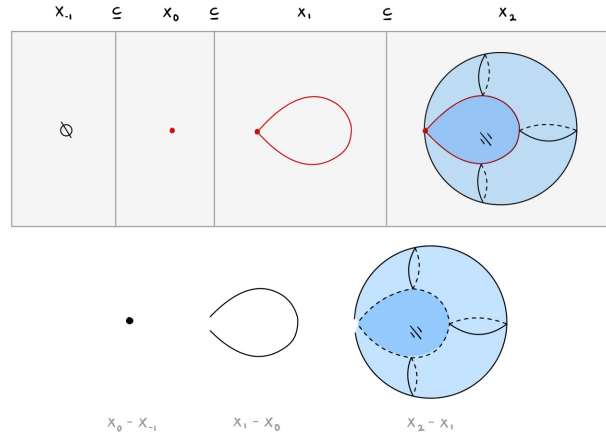 X₋₁ ⊆ X₀ ⊆ X₁ ⊆ X₂
∅
X₀ - X₋₁ X₁ - X₀ X₂ - X₁